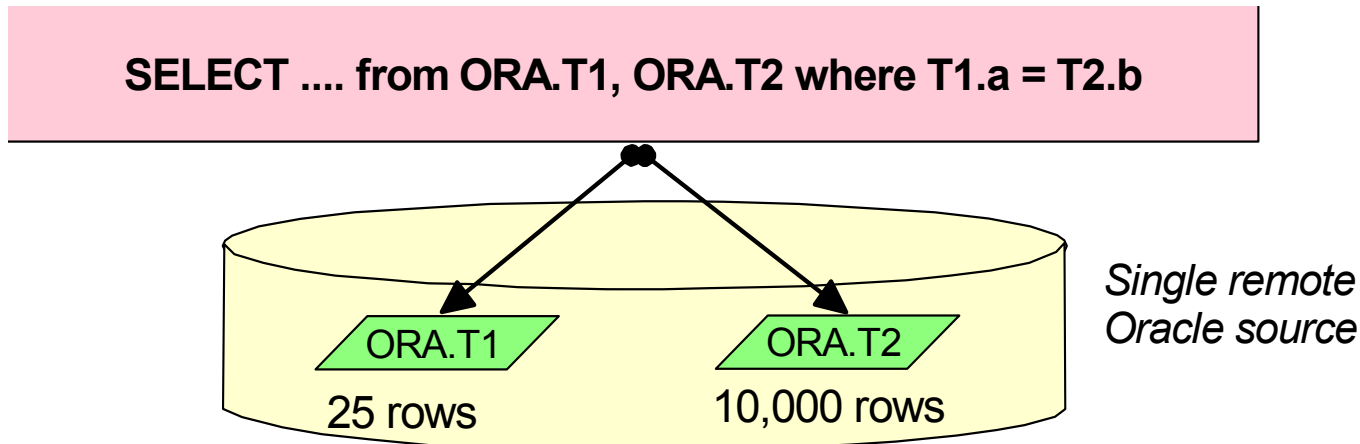 SELECT .... from ORA.T1, ORA.T2 where T1.a = T2.b
Single remote
Oracle source
ORA.T1
ORA.T2
25 rows
10,000 rows